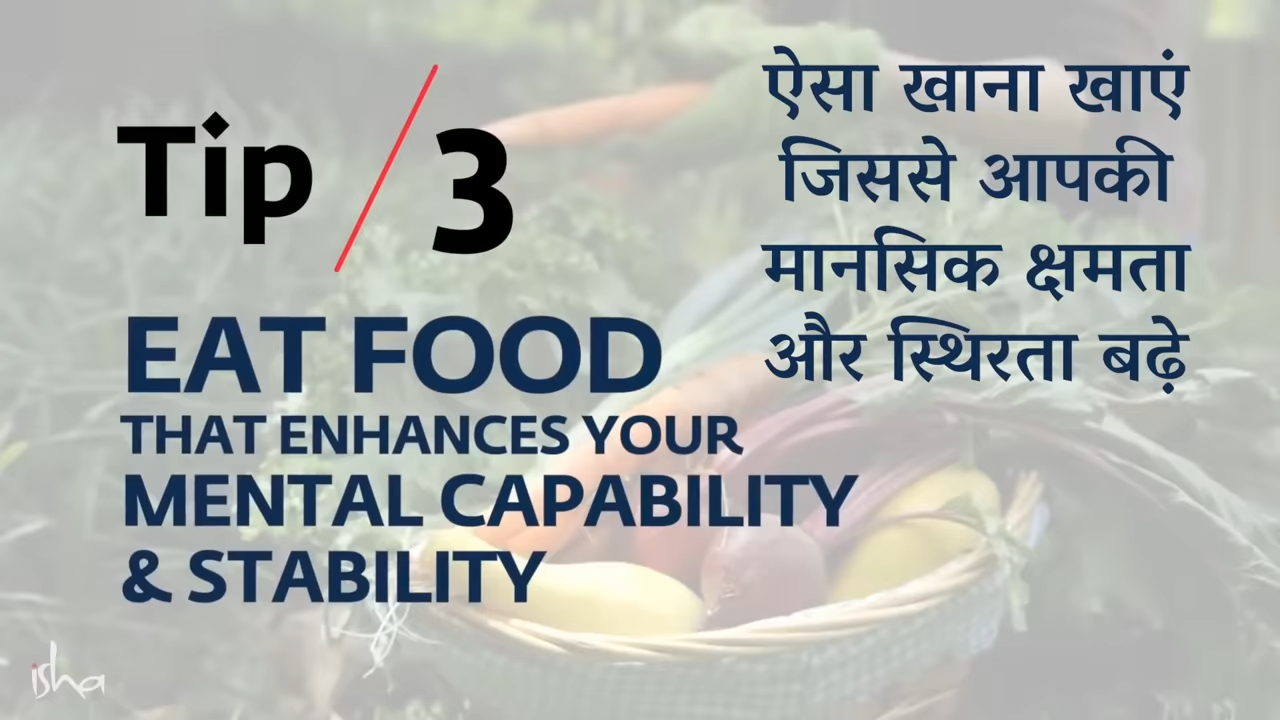 Tip / 3
EAT FOOD
THAT ENHANCES YOUR
MENTAL CAPABILITY
& STABILITY
ऐसा खाना खाएं
जिससे आपकी
मानसिक क्षमता
और स्थिरता बढ़े
isha